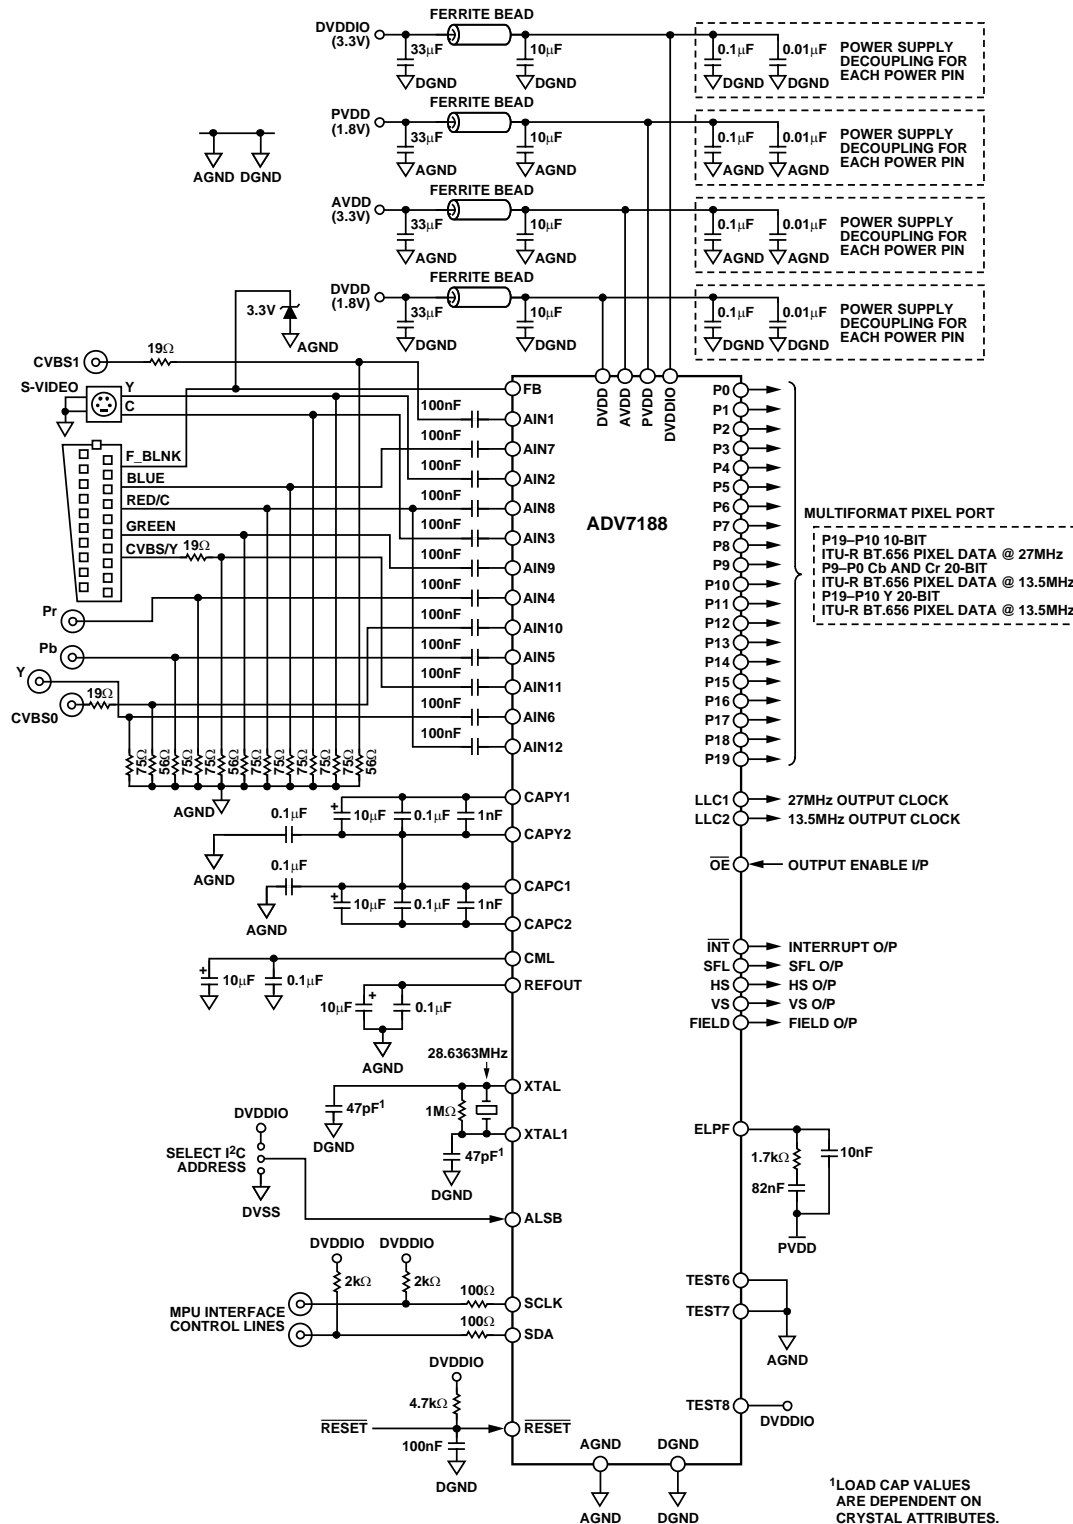 FERRITE BEAD
DVDDIO
(3.3V)
33μF
10μF
0.1μF
0.01μF
DGND
DGND
DGND
DGND
POWER SUPPLY
DECOUPLING FOR
EACH POWER PIN
FERRITE BEAD
PVDD
(1.8V)
33μF
10μF
0.1μF
0.01μF
AGND
AGND
AGND
AGND
POWER SUPPLY
DECOUPLING FOR
EACH POWER PIN
AGND DGND
FERRITE BEAD
AVDD
(3.3V)
33μF
10μF
0.1μF
0.01μF
AGND
AGND
AGND
AGND
POWER SUPPLY
DECOUPLING FOR
EACH POWER PIN
FERRITE BEAD
DVDD
(1.8V)
33μF
10μF
0.1μF
0.01μF
DGND
DGND
DGND
DGND
POWER SUPPLY
DECOUPLING FOR
EACH POWER PIN
3.3V
AGND
CVBS1
19Ω
S-VIDEO
Y
C
F_BLNK
BLUE
RED/C
GREEN
CVBS/Y
19Ω
Pr
Pb
Y
19Ω
CVBS0
75Ω
56Ω
75Ω
75Ω
56Ω
75Ω
75Ω
75Ω
75Ω
75Ω
56Ω
AGND
100nF
100nF
100nF
100nF
100nF
100nF
100nF
100nF
100nF
100nF
100nF
100nF
FB
AIN1
AIN7
AIN2
AIN8
AIN3
AIN9
AIN4
AIN10
AIN5
AIN11
AIN6
AIN12
DVDD
AVDD
PVDD
DVDDIO
ADV7188
P0
P1
P2
P3
P4
P5
P6
P7
P8
P9
P10
P11
P12
P13
P14
P15
P16
P17
P18
P19
MULTIFORMAT PIXEL PORT
P19–P10 10-BIT
ITU-R BT.656 PIXEL DATA @ 27MHz
P9–P0 Cb AND Cr 20-BIT
ITU-R BT.656 PIXEL DATA @ 13.5MHz
P19–P10 Y 20-BIT
ITU-R BT.656 PIXEL DATA @ 13.5MHz
CAPY1
0.1μF
+
10μF
0.1μF
1nF
CAPY2
AGND
0.1μF
CAPC1
+
10μF
0.1μF
1nF
AGND
CAPC2
CML
+
10μF
0.1μF
REFOUT
10μF
+
0.1μF
AGND
LLC1
27MHz OUTPUT CLOCK
LLC2
13.5MHz OUTPUT CLOCK
OE
OUTPUT ENABLE I/P
INT
INTERRUPT O/P
SFL
SFL O/P
HS
HS O/P
VS
VS O/P
FIELD
FIELD O/P
28.6363MHz
XTAL
47pF1
1MΩ
DGND
XTAL1
47pF1
DGND
DVDDIO
SELECT I2C
ADDRESS
DVSS
ALSB
ELPF
1.7kΩ
10nF
82nF
PVDD
DVDDIO
DVDDIO
2kΩ
2kΩ
MPU INTERFACE
CONTROL LINES
100Ω
SCLK
100Ω
SDA
TEST6
TEST7
AGND
DVDDIO
4.7kΩ
RESET
RESET
100nF
DGND
TEST8
DVDDIO
AGND
DGND
AGND
DGND
1LOAD CAP VALUES
ARE DEPENDENT ON
CRYSTAL ATTRIBUTES.